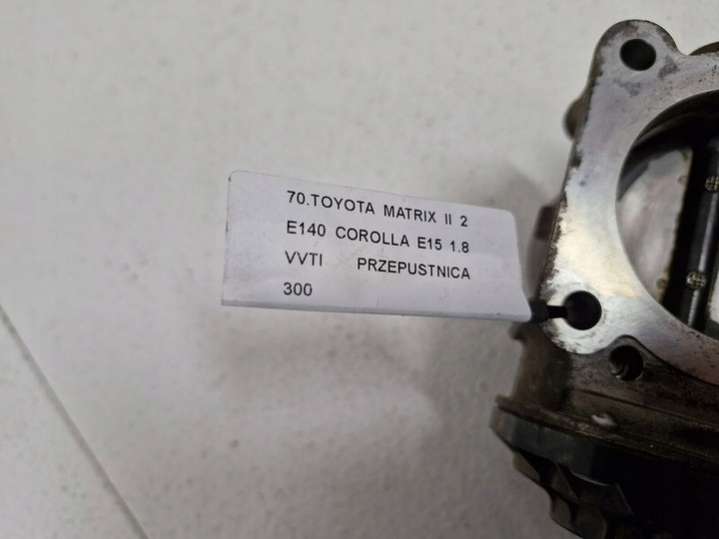 70.TOYOTA MATRIX II 2
E140 COROLLA E15 1.8
VVTI PRZEPUSTNICA
300